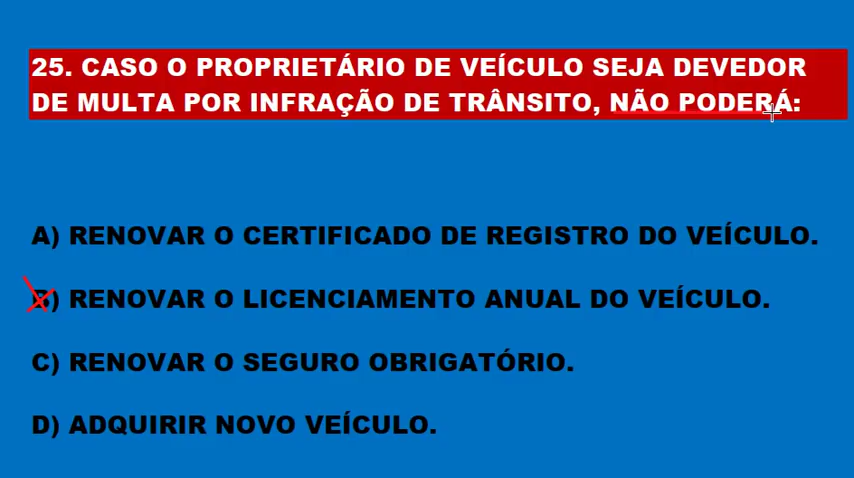 25. CASO O PROPRIETÁRIO DE VEÍCULO SEJA DEVEDOR
DE MULTA POR INFRAÇÃO DE TRÂNSITO, NÃO PODERÁ:
A) RENOVAR O CERTIFICADO DE REGISTRO DO VEÍCULO.
B) RENOVAR O LICENCIAMENTO ANUAL DO VEÍCULO.
C) RENOVAR O SEGURO OBRIGATÓRIO.
D) ADQUIRIR NOVO VEÍCULO.